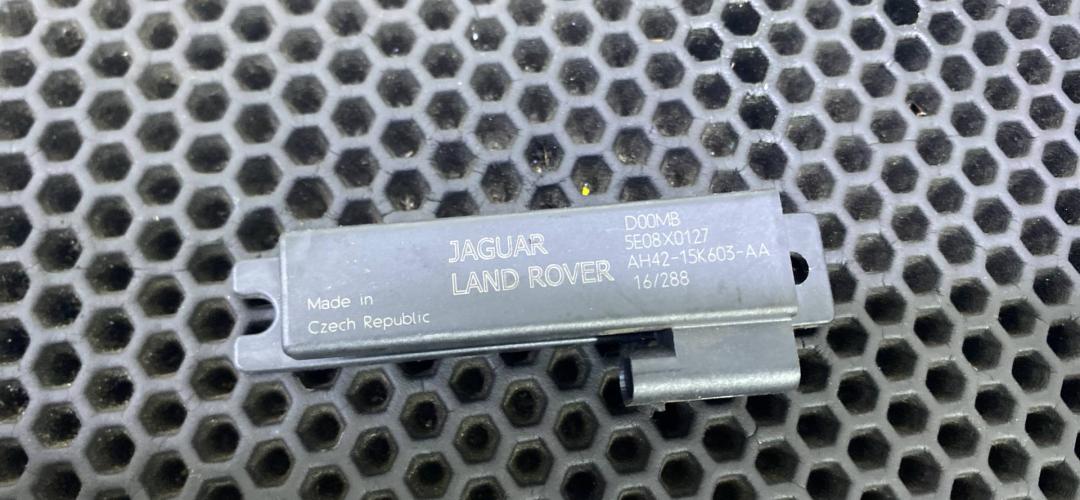 JAGUAR
LAND ROVER
D00MB
5E08X0127
AH42-15K603-AA
16/288
Made in
Czech Republic